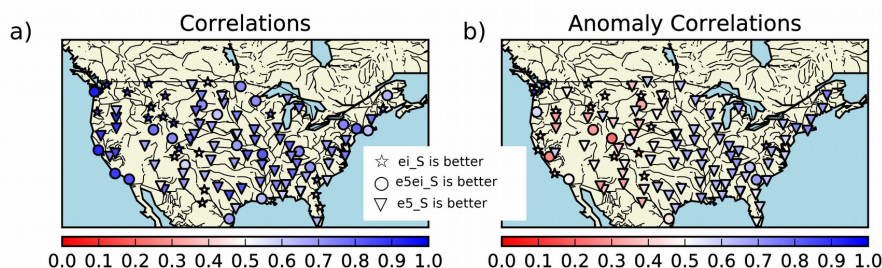 Correlations
Anomaly Correlations
a)
b)
ei_S is better
e5ei_S is better
e5_S is better
0.0 0.1 0.2 0.3 0.4 0.5 0.6 0.7 0.8 0.9 1.0
0.0 0.1 0.2 0.3 0.4 0.5 0.6 0.7 0.8 0.9 1.0